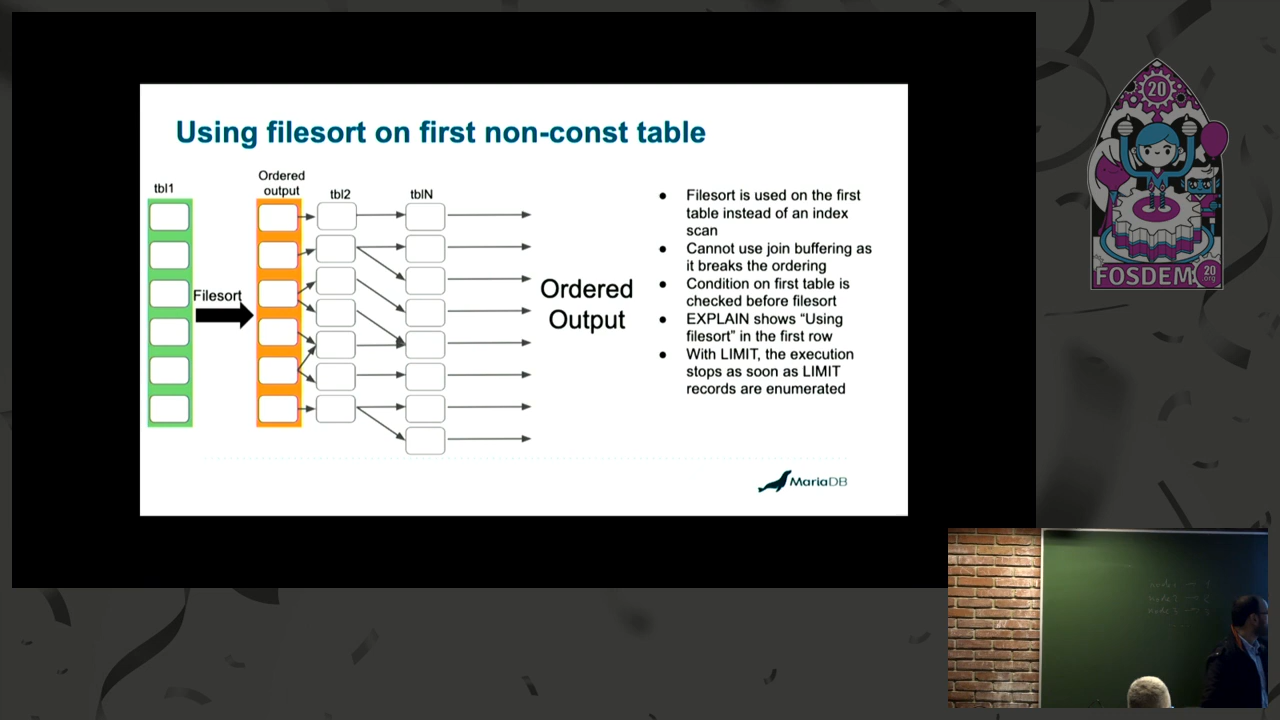 Using filesort on first non-const table
tbl1
Ordered
output
tbl2
tblN
Filesort
Ordered
Output
● Filesort is used on the first
table instead of an index
scan
● Cannot use join buffering as
it breaks the ordering
● Condition on first table is
checked before filesort
● EXPLAIN shows “Using
filesort” in the first row
● With LIMIT, the execution
stops as soon as LIMIT
records are enumerated
MariaDB
20
FOSDEM
20
.org